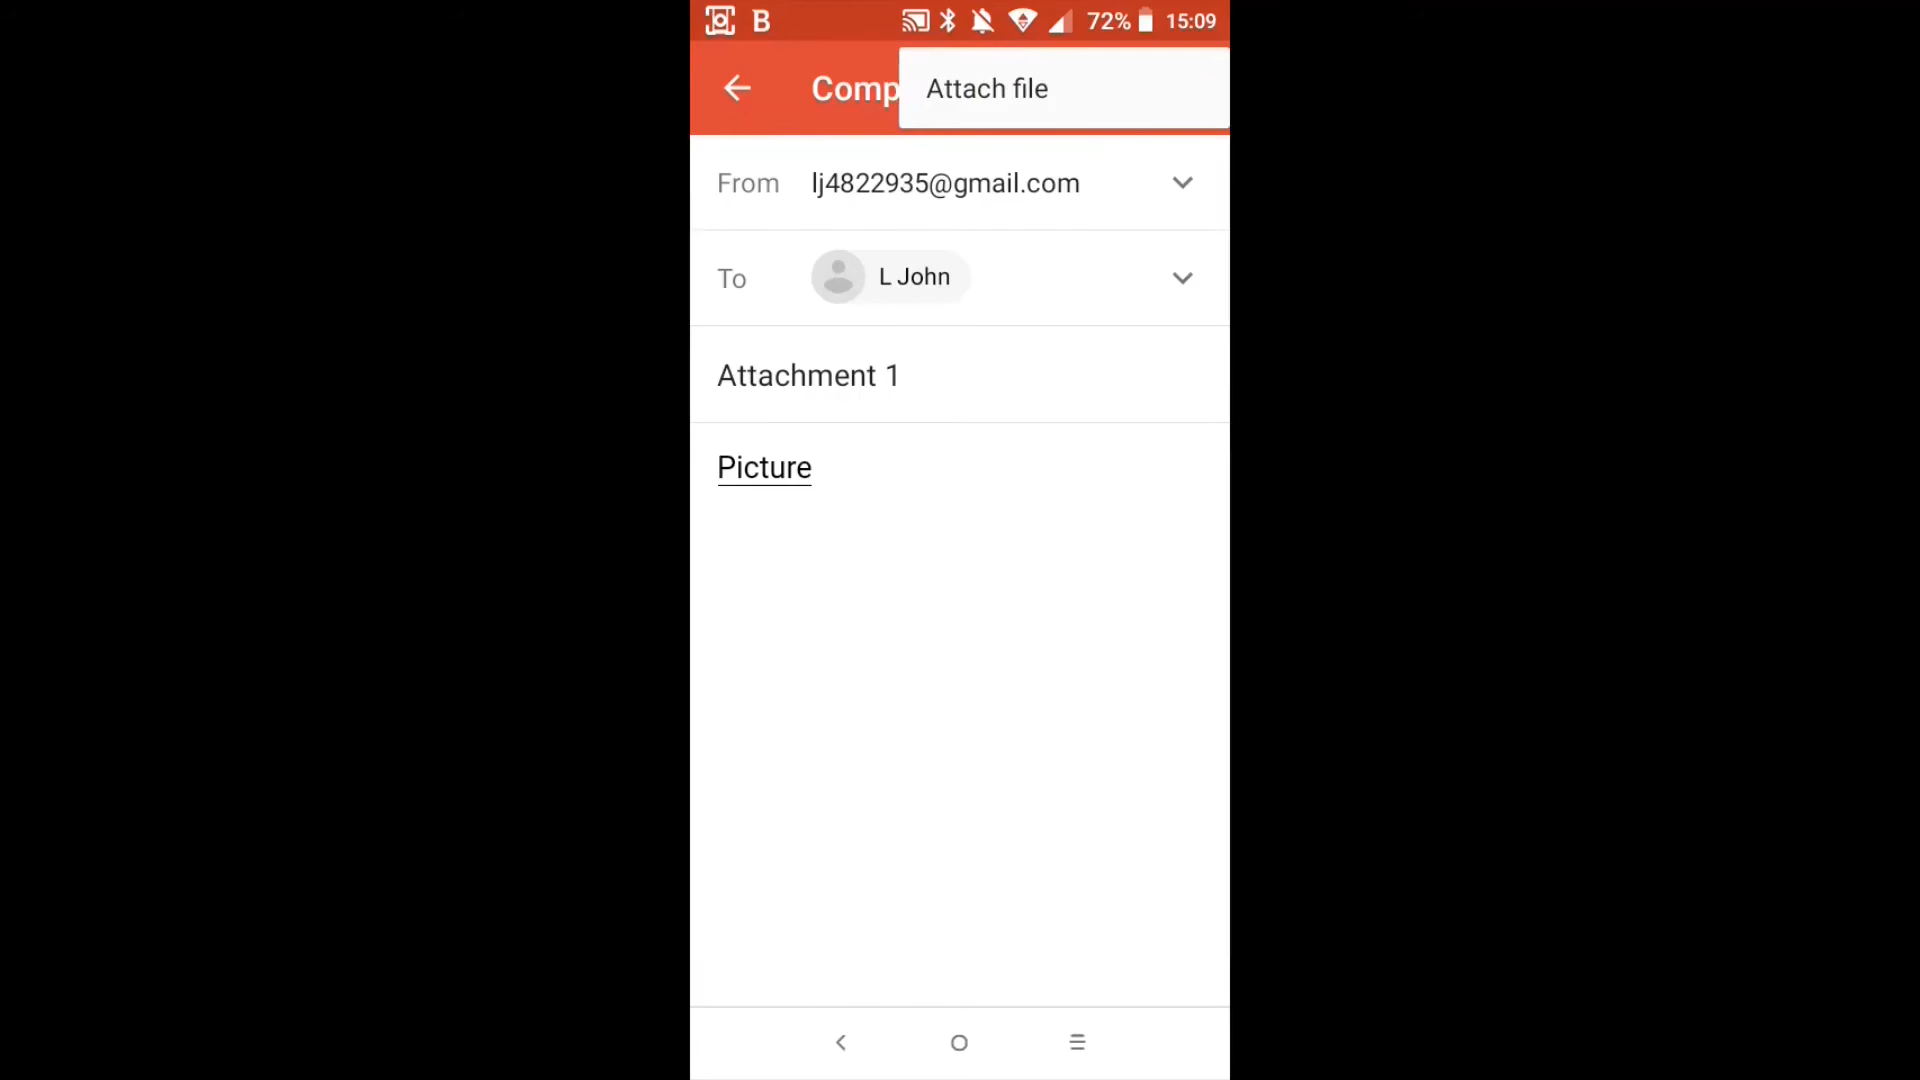 B 72% 15:09
Comp Attach file
From lj4822935@gmail.com
To L John
Attachment 1
Picture